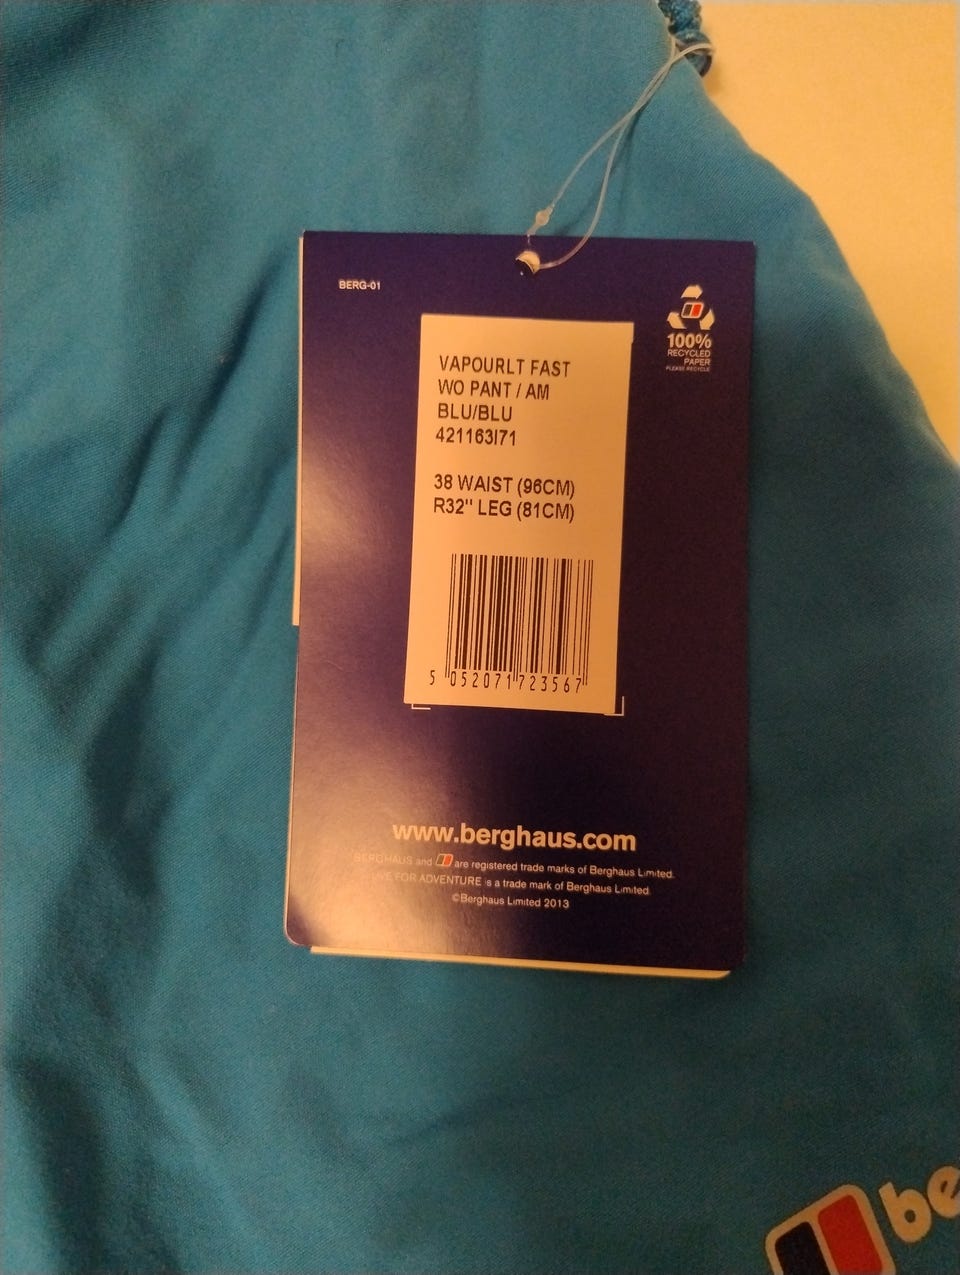 BERG-01
100%
RECYCLED
PAPER
PLEASE RECYCLE
VAPOURLT FAST
WO PANT / AM
BLU/BLU
421163I71
38 WAIST (96CM)
R32" LEG (81CM)
5 052071 723567
www.berghaus.com
BERGHAUS and are registered trade marks of Berghaus Limited.
LIVE FOR ADVENTURE is a trade mark of Berghaus Limited
©Berghaus Limited 2013
be